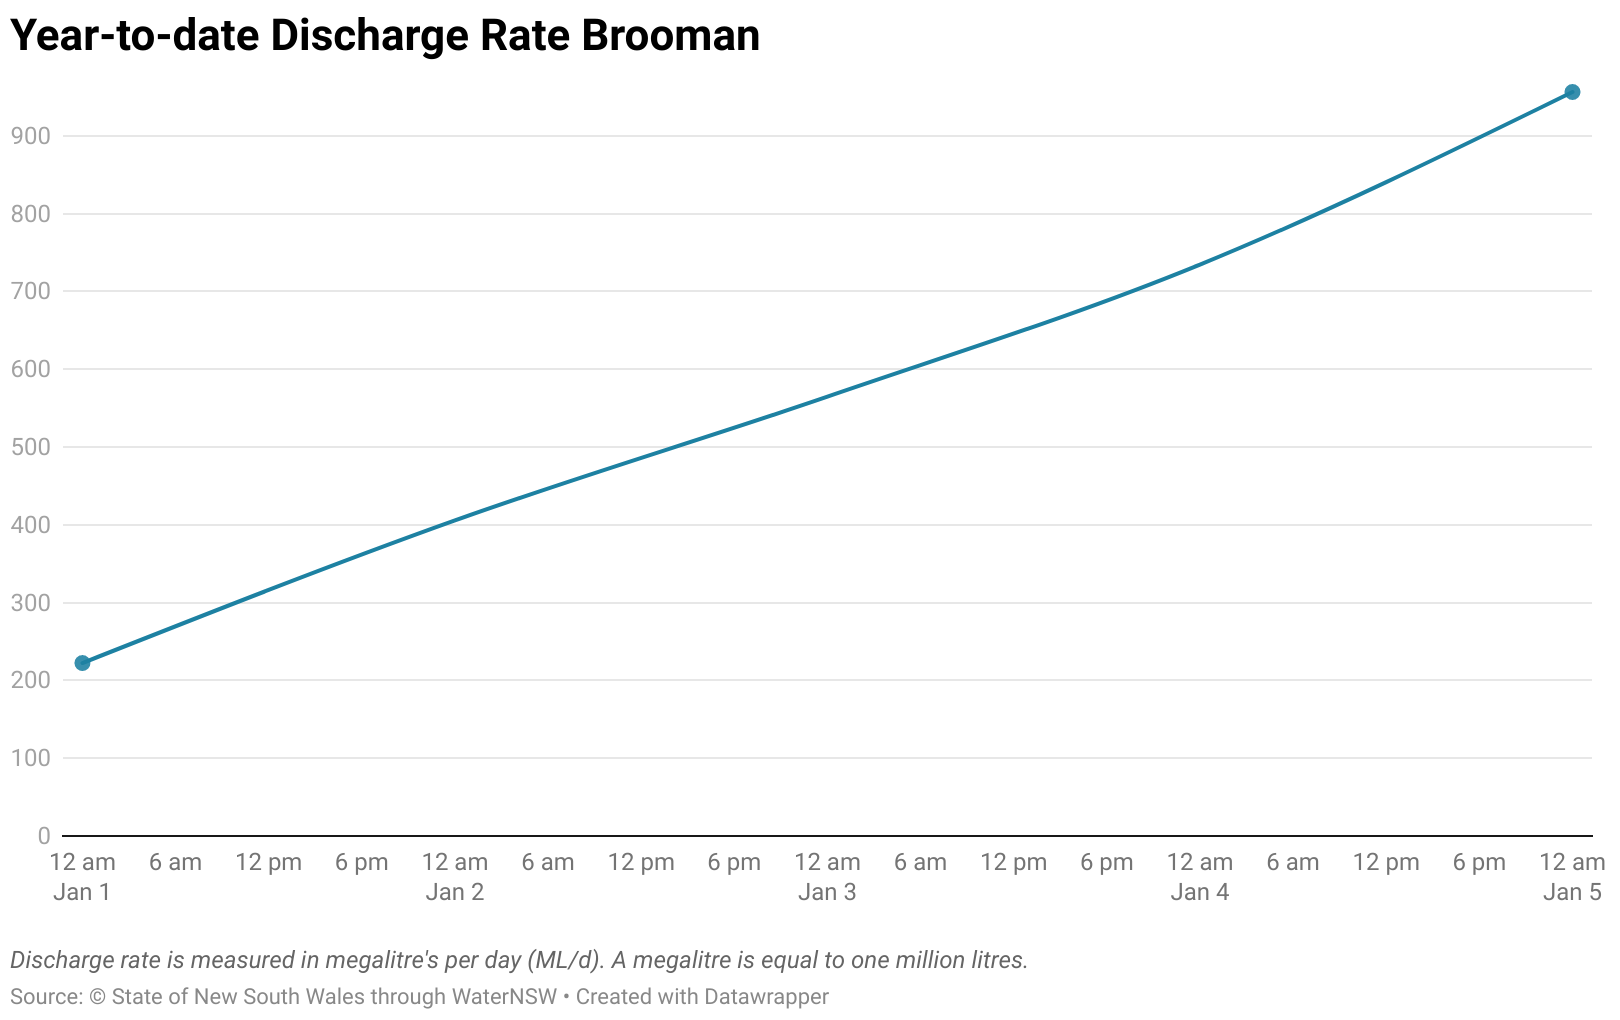 Year-to-date Discharge Rate Brooman
900
800
700
600
500
400
300
200
100
0
12 am 6 am 12 pm 6 pm 12 am 6 am 12 pm 6 pm 12 am 6 am 12 pm 6 pm 12 am 6 am 12 pm 6 pm 12 am
Jan 1 Jan 2 Jan 3 Jan 4 Jan 5
Discharge rate is measured in megalitre's per day (ML/d). A megalitre is equal to one million litres.
Source: © State of New South Wales through WaterNSW • Created with Datawrapper